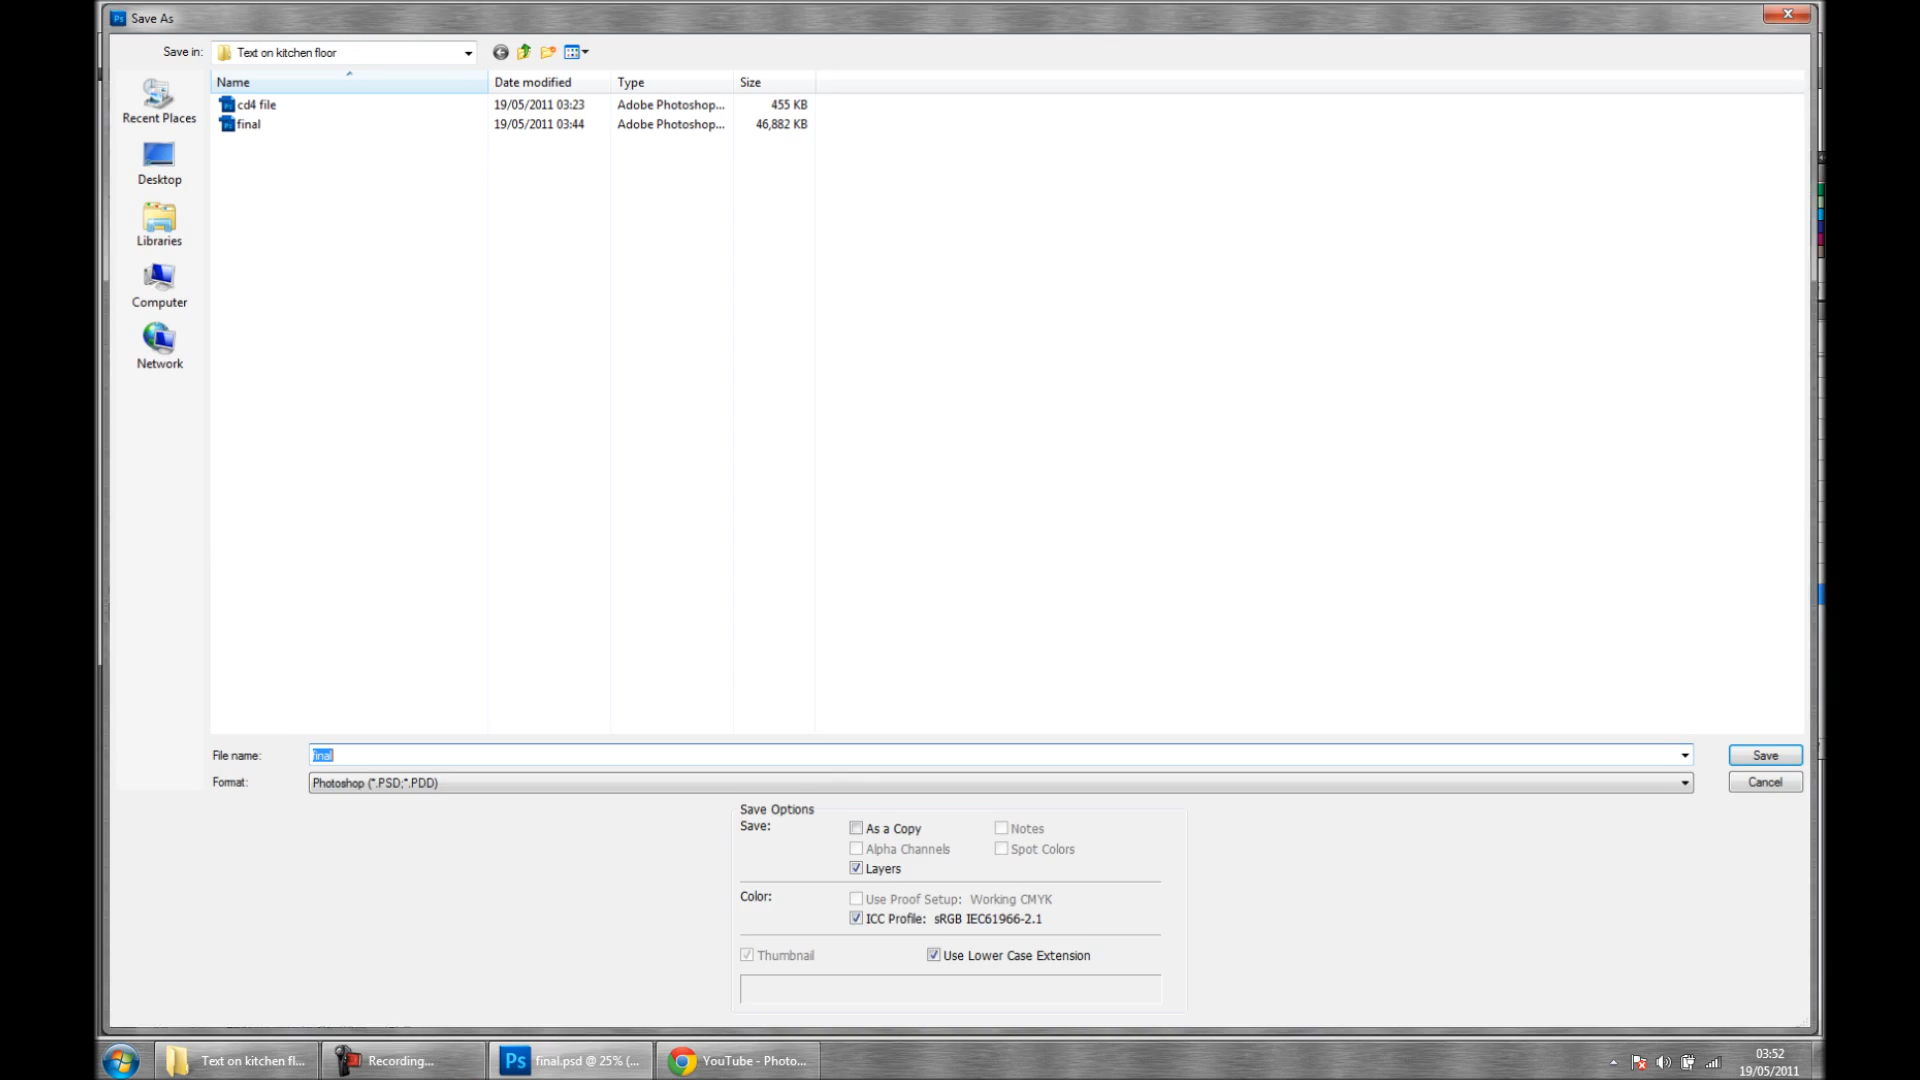 Ps Save As
Save in: Text on kitchen floor
Name Date modified Type Size
cd4 file 19/05/2011 03:23 Adobe Photoshop... 455 KB
final 19/05/2011 03:44 Adobe Photoshop... 46,882 KB
Recent Places
Desktop
Libraries
Computer
Network
File name: final Save
Format: Photoshop (*.PSD;*.PDD) Cancel
Save Options
Save: As a Copy Notes
Alpha Channels Spot Colors
Layers
Color: Use Proof Setup: Working CMYK
ICC Profile: sRGB IEC61966-2.1
Thumbnail Use Lower Case Extension
Text on kitchen fl... Recording... Ps final.psd @ 25% (... YouTube - Photo... 03:52
19/05/2011